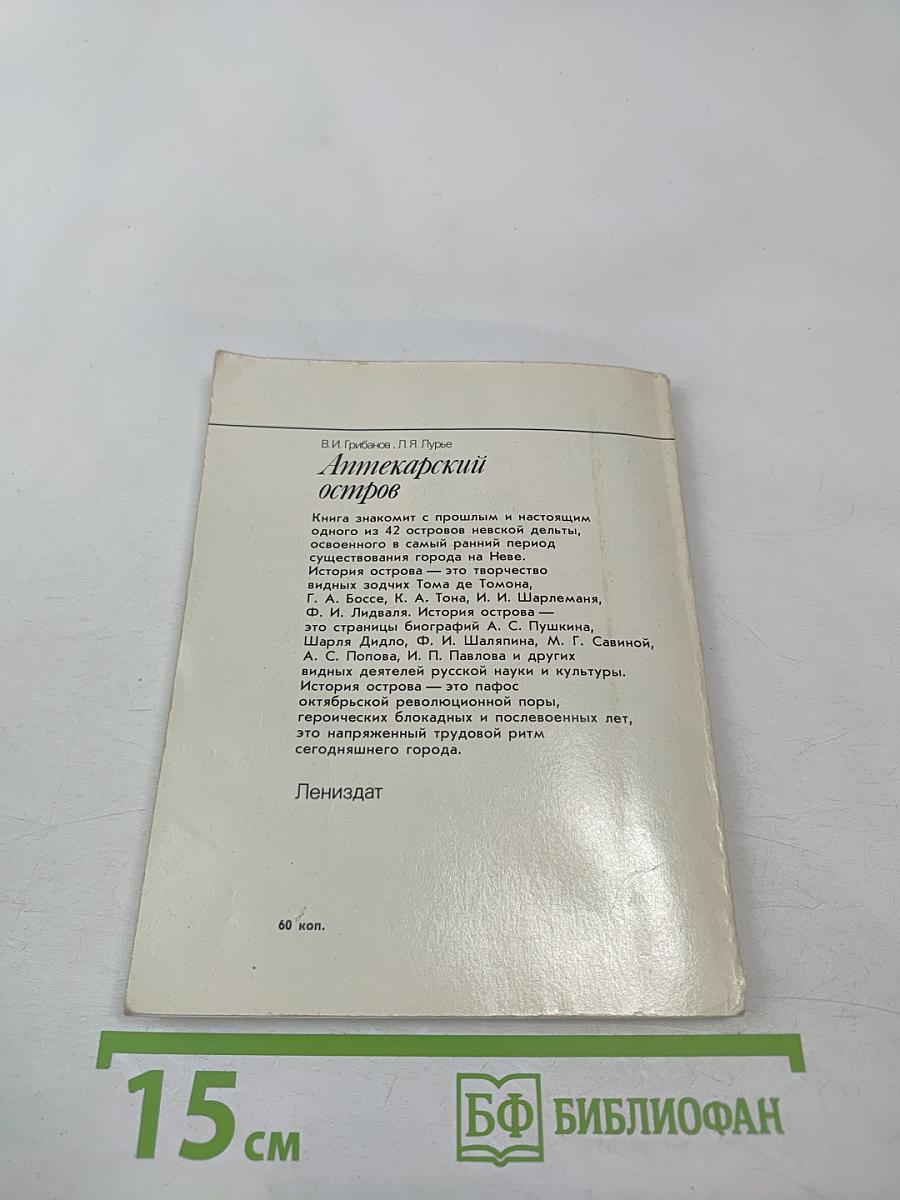 В. И. Грибанов, Л. Я. Лурье
Аптекарский
остров
Книга знакомит с прошлым и настоящим
одного из 42 островов невской дельты,
освоенного в самый ранний период
существования города на Неве.
История острова — это творчество
видных зодчих Тома де Томона,
Г. А. Боссе, К. А. Тона, И. И. Шарлеманя,
Ф. И. Лидваля. История острова —
это страницы биографий А. С. Пушкина,
Шарля Дидло, Ф. И. Шаляпина, М. Г. Савиной,
А. С. Попова, И. П. Павлова и других
видных деятелей русской науки и культуры.
История острова — это пафос
октябрьской революционной поры,
героических блокадных и послевоенных лет,
это напряженный трудовой ритм
сегодняшнего города.
Лениздат
60 коп.
15 см
БФ БИБЛИОФАН